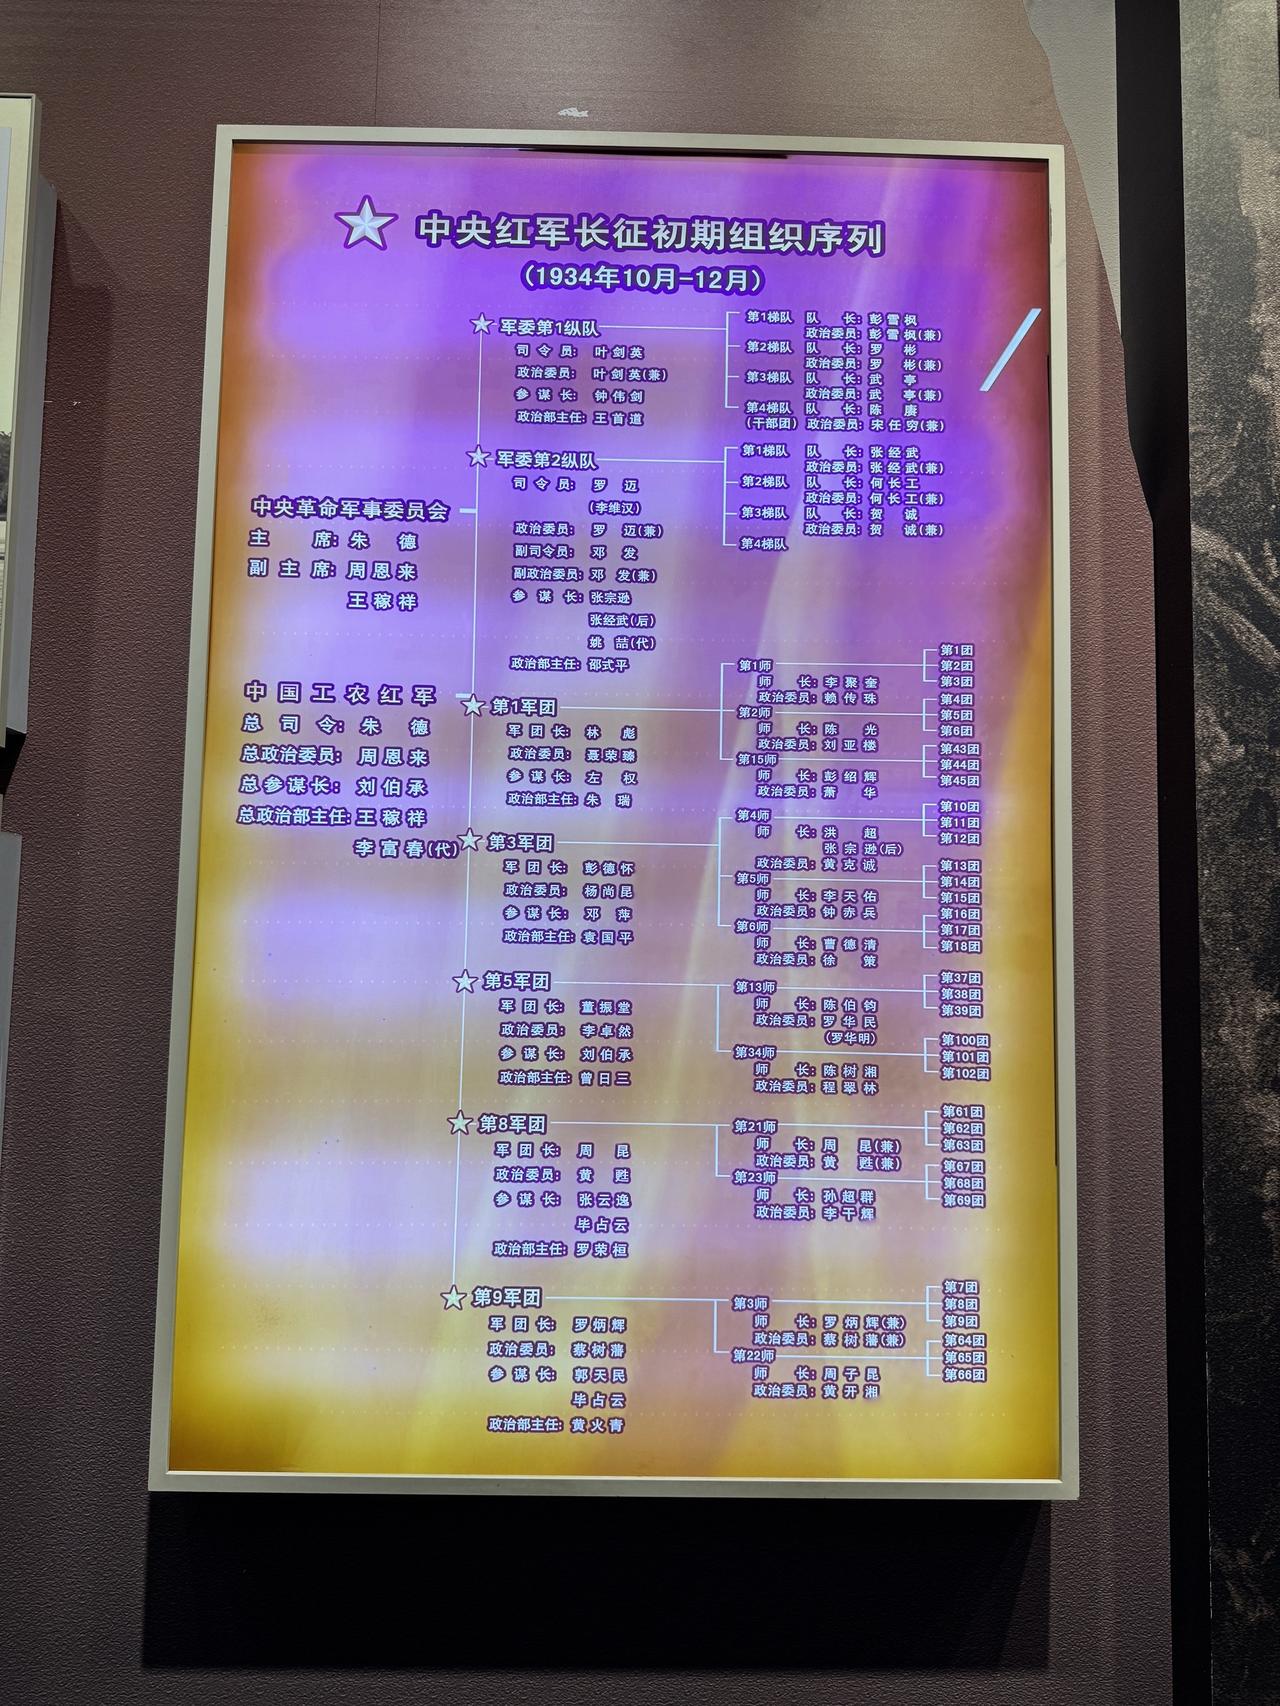 中央红军长征初期组织序列
(1934年10月-12月)
中央革命军事委员会
主 席: 朱 德
副 主 席: 周恩来
王稼祥
中国工农红军
总 司 令: 朱 德
总政治委员: 周恩来
总参谋长: 刘伯承
总政治部主任: 王稼祥
李富春(代)
军委第1纵队
司 令 员: 叶剑英
政治委员: 叶剑英(兼)
参 谋 长: 钟伟剑
政治部主任: 王首道
第1梯队 队 长: 彭雪枫
政治委员: 彭雪枫(兼)
第2梯队 队 长: 罗 彬
政治委员: 罗 彬(兼)
第3梯队 队 长: 武 亭
政治委员: 武 亭(兼)
第4梯队 队 长: 陈 赓
(干部团) 政治委员: 宋任穷(兼)
军委第2纵队
司 令 员: 罗 迈
(李维汉)
政治委员: 罗 迈(兼)
副司令员: 邓 发
副政治委员: 邓 发(兼)
参 谋 长: 张宗逊
张经武(后)
姚 喆(代)
政治部主任: 邵式平
第1梯队 队 长: 张经武
政治委员: 张经武(兼)
第2梯队 队 长: 何长工
政治委员: 何长工(兼)
第3梯队 队 长: 贺 诚
政治委员: 贺 诚(兼)
第4梯队
第1军团
军 团 长: 林 彪
政治委员: 聂荣臻
参 谋 长: 左 权
政治部主任: 朱 瑞
第1师
师 长: 李聚奎
政治委员: 赖传珠
第1团
第2团
第3团
第2师
师 长: 陈 光
政治委员: 刘亚楼
第4团
第5团
第6团
第15师
师 长: 彭绍辉
政治委员: 萧 华
第43团
第44团
第45团
第3军团
军 团 长: 彭德怀
政治委员: 杨尚昆
参 谋 长: 邓 萍
政治部主任: 袁国平
第4师
师 长: 洪 超
张宗逊(后)
政治委员: 黄克诚
第10团
第11团
第12团
第5师
师 长: 李天佑
政治委员: 钟赤兵
第13团
第14团
第15团
第6师
师 长: 曹德清
政治委员: 徐 策
第16团
第17团
第18团
第5军团
军 团 长: 董振堂
政治委员: 李卓然
参 谋 长: 刘伯承
政治部主任: 曾日三
第13师
师 长: 陈伯钧
政治委员: 罗华民
(罗华明)
第37团
第38团
第39团
第34师
师 长: 陈树湘
政治委员: 程翠林
第100团
第101团
第102团
第8军团
军 团 长: 周 昆
政治委员: 黄 甦
参 谋 长: 张云逸
毕占云
政治部主任: 罗荣桓
第21师
师 长: 周 昆(兼)
政治委员: 黄 甦(兼)
第61团
第62团
第63团
第23师
师 长: 孙超群
政治委员: 李干辉
第67团
第68团
第69团
第9军团
军 团 长: 罗炳辉
政治委员: 蔡树藩
参 谋 长: 郭天民
毕占云
政治部主任: 黄火青
第3师
师 长: 罗炳辉(兼)
政治委员: 蔡树藩(兼)
第7团
第8团
第9团
第22师
师 长: 周子昆
政治委员: 黄开湘
第64团
第65团
第66团